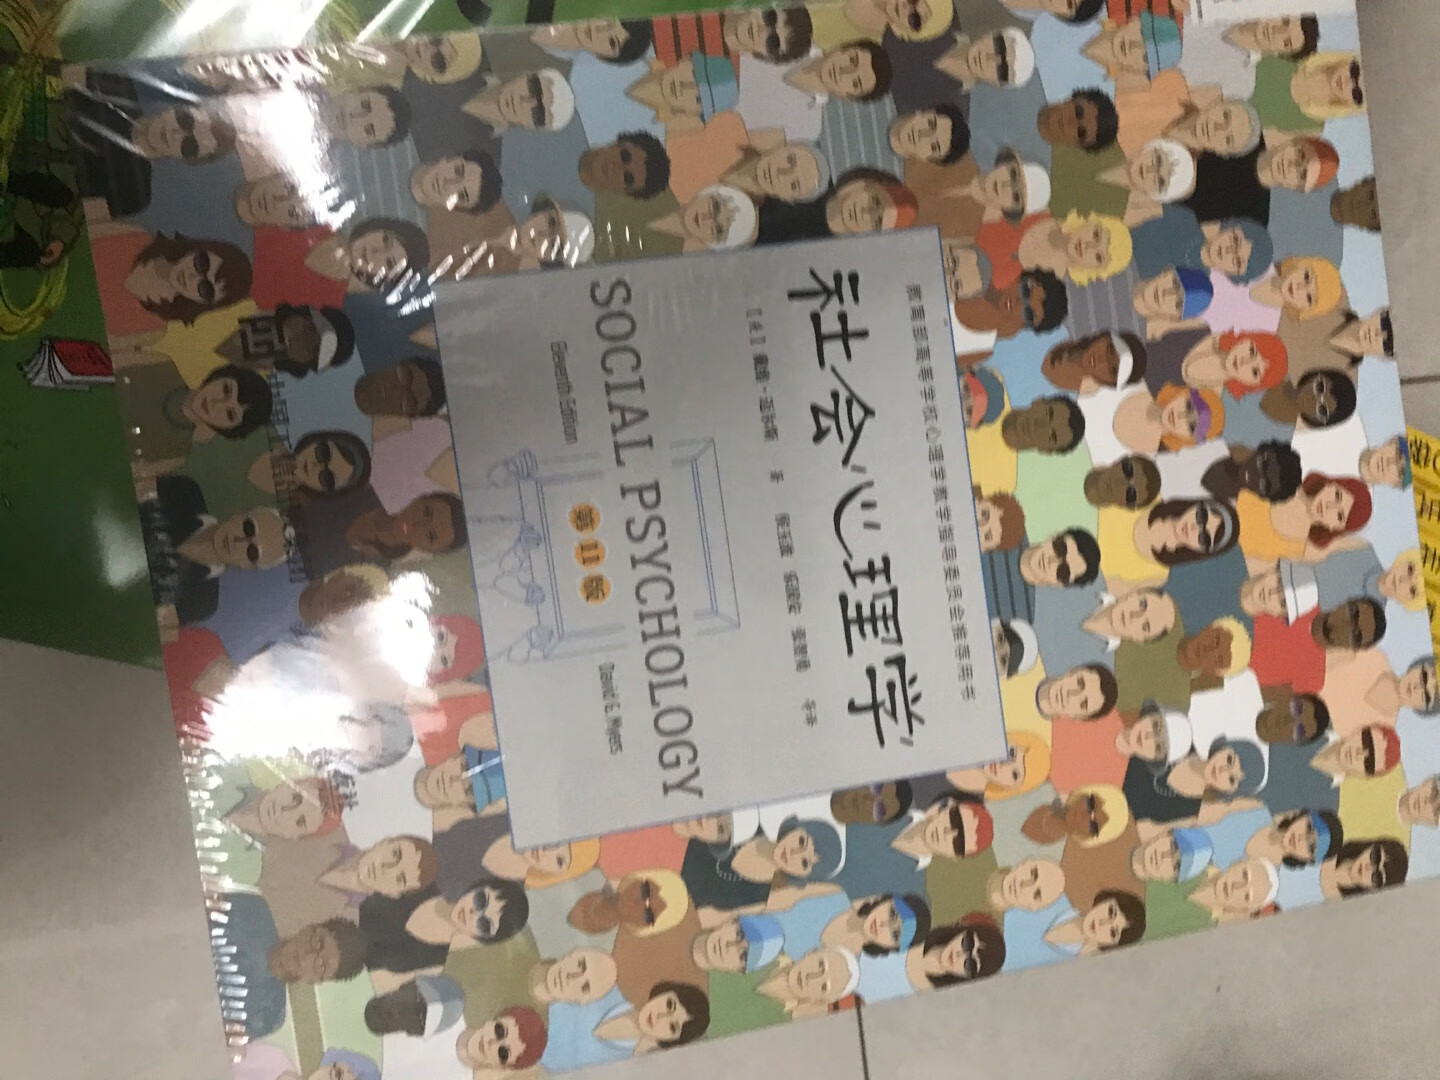 教育部高等学校心理学教学指导委员会推荐用书
社会心理学
[美] 戴维·迈尔斯 著 侯玉波 乐国安 张智勇 等译
SOCIAL PSYCHOLOGY
Eleventh Edition
第11版
David G. Myers